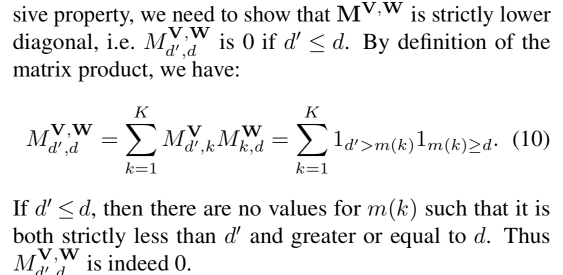 sive property, we need to show that M^{V,W} is strictly lower
diagonal, i.e. M^{V,W}_{d',d} is 0 if d' ≤ d. By definition of the
matrix product, we have:
M^{V,W}_{d',d} = ∑_{k=1}^{K} M^{V}_{d',k} M^{W}_{k,d} = ∑_{k=1}^{K} 1_{d'>m(k)} 1_{m(k)≥d}. (10)
If d' ≤ d, then there are no values for m(k) such that it is
both strictly less than d' and greater or equal to d. Thus
M^{V,W}_{d',d} is indeed 0.